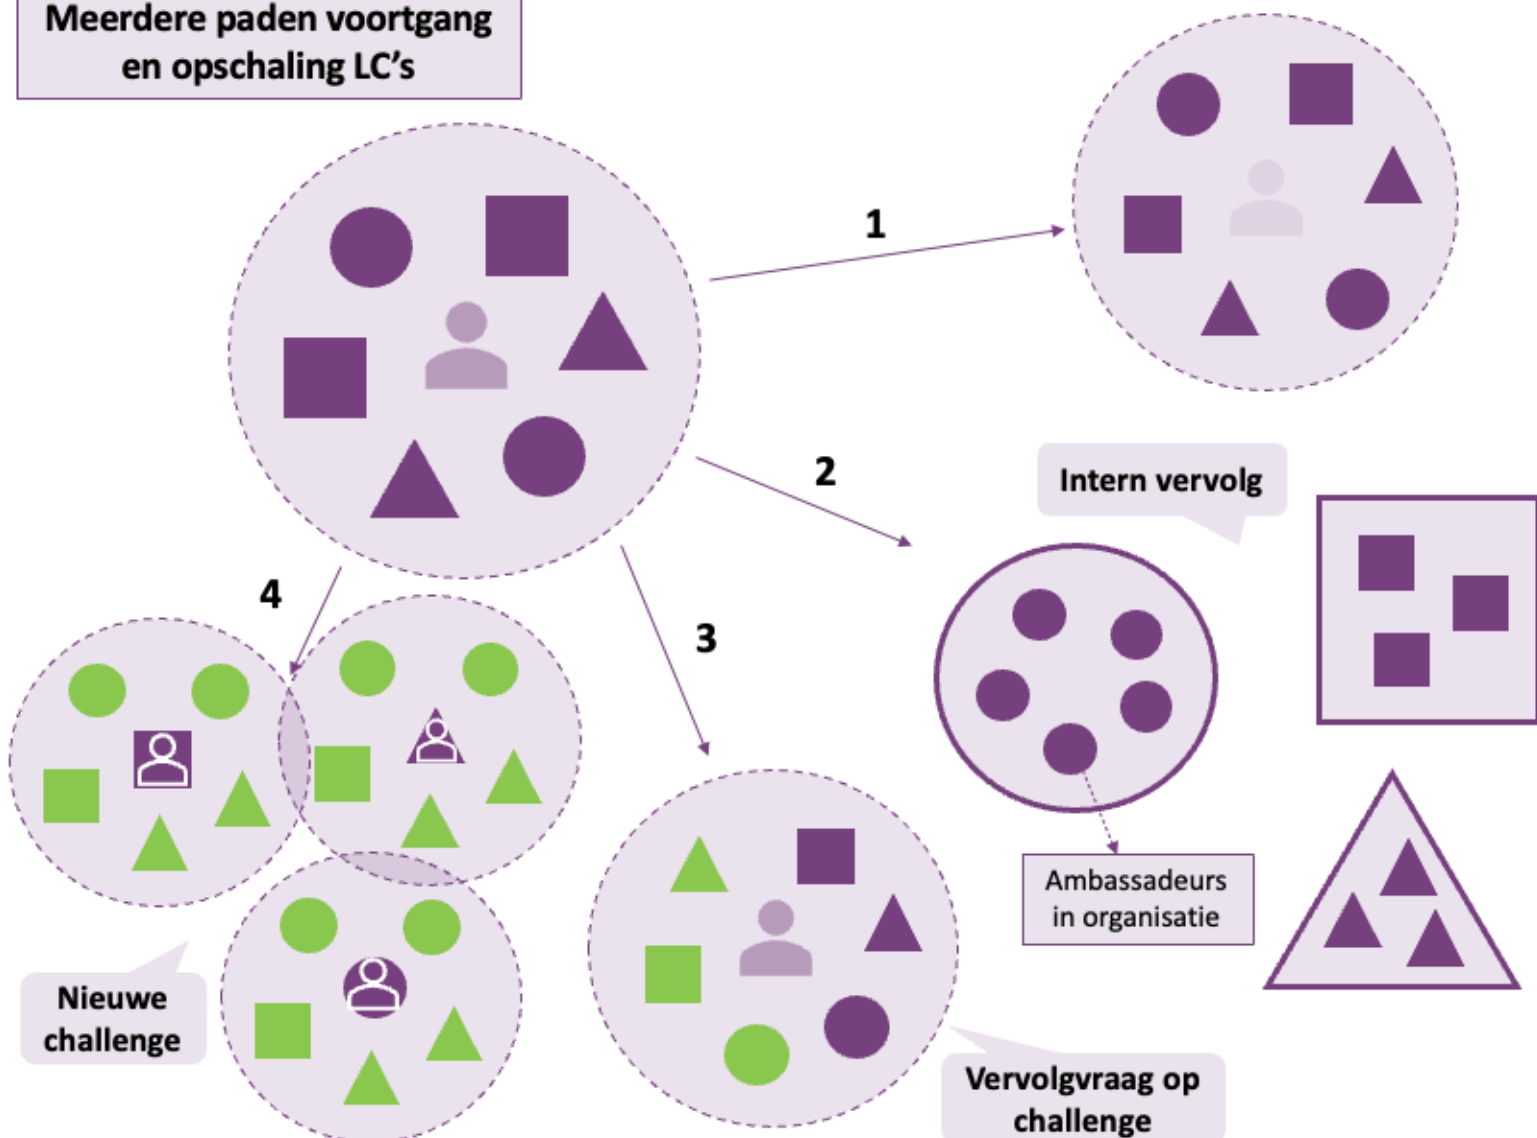 Meerdere paden voortgang
en opschaling LC’s
1
2
Intern vervolg
4
3
Ambassadeurs
in organisatie
Nieuwe
challenge
Vervolgvraag op
challenge